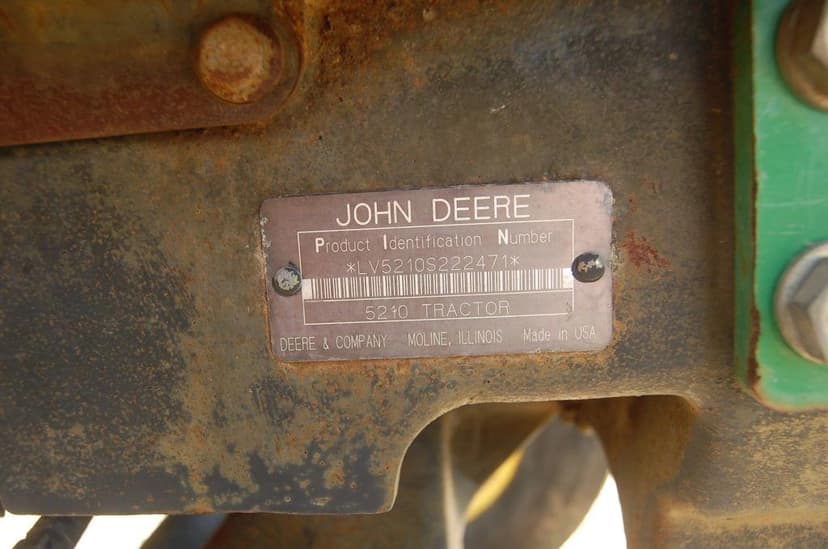 JOHN DEERE
Product Identification Number
*LV5210S222471*
5210 TRACTOR
DEERE & COMPANY MOLINE, ILLINOIS Made in USA